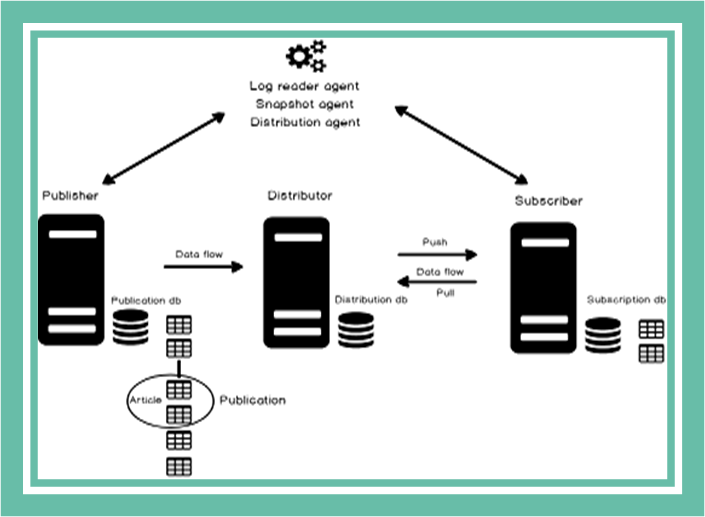 Log reader agent
Snapshot agent
Distribution agent
Publisher
Distributor
Subscriber
Data flow
Push
Data flow
Pull
Publication db
Distribution db
Subscription db
Article
Publication